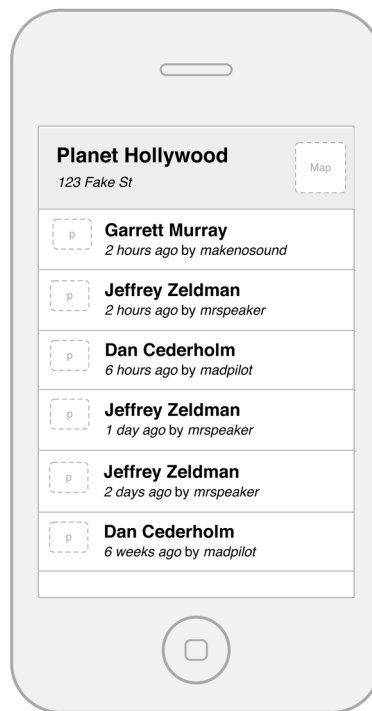 Planet Hollywood
123 Fake St
Map
p
Garrett Murray
2 hours ago by makenosound
p
Jeffrey Zeldman
2 hours ago by mrspeaker
p
Dan Cederholm
6 hours ago by madpilot
p
Jeffrey Zeldman
1 day ago by mrspeaker
p
Jeffrey Zeldman
2 days ago by mrspeaker
p
Dan Cederholm
6 weeks ago by madpilot